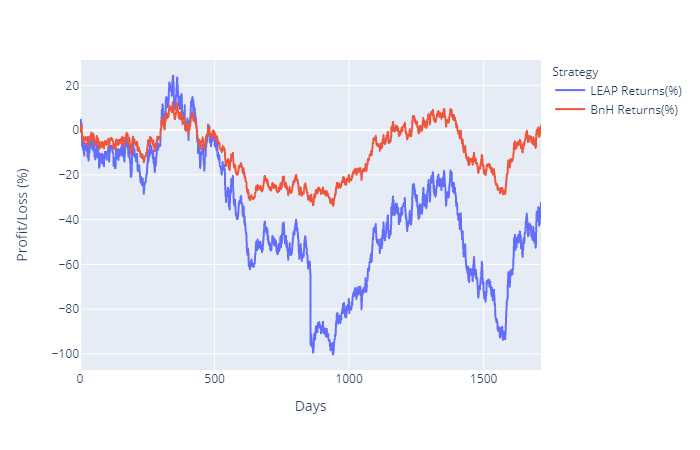 Strategy
LEAP Returns(%)
BnH Returns(%)
20
0
−20
−40
−60
−80
−100
0
500
1000
1500
Days
Profit/Loss (%)